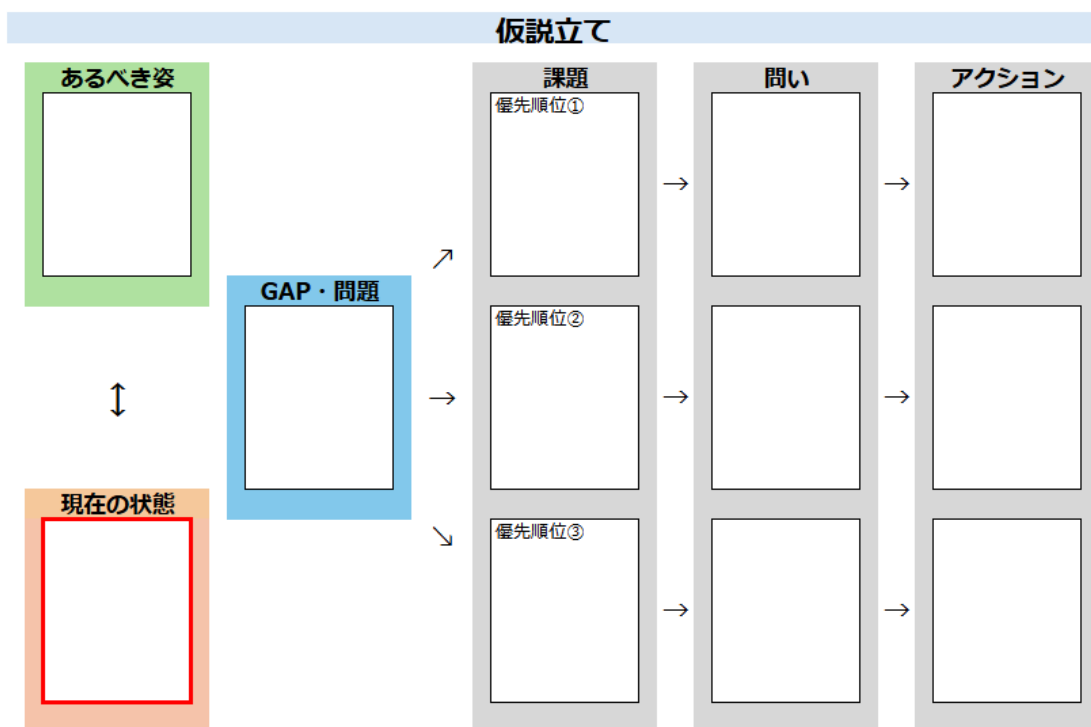 仮説立て
あるべき姿
現在の状態
GAP・問題
課題
優先順位①
優先順位②
優先順位③
問い
アクション